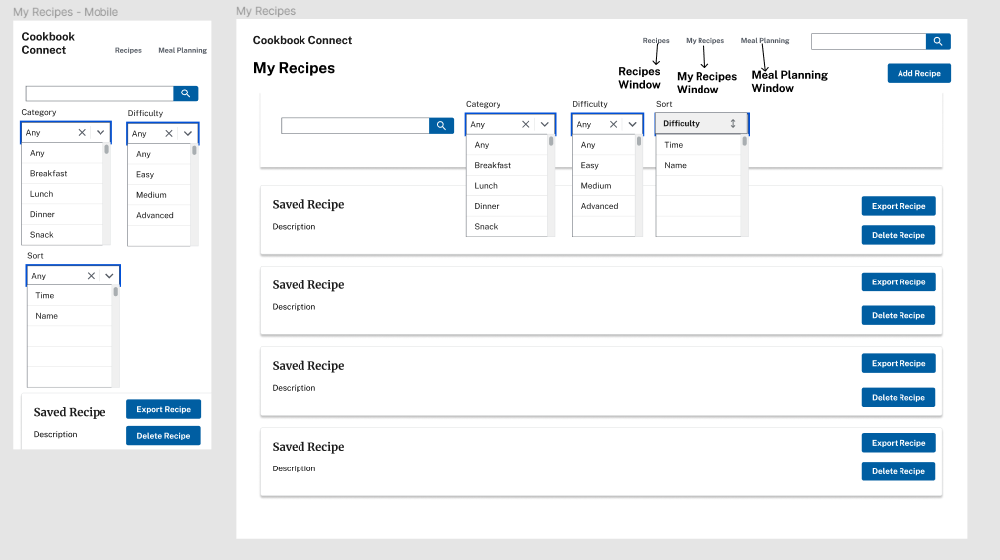 My Recipes - Mobile
Cookbook
Connect
Recipes
Meal Planning
Category
Difficulty
Any
Any
Any
Any
Breakfast
Easy
Lunch
Medium
Dinner
Advanced
Snack
Sort
Any
Time
Name
Saved Recipe
Export Recipe
Description
Delete Recipe
My Recipes
Cookbook Connect
Recipes
My Recipes
Meal Planning
My Recipes
Recipes
Window
My Recipes
Window
Meal Planning
Window
Add Recipe
Category
Difficulty
Sort
Any
Any
Difficulty
Any
Any
Time
Breakfast
Easy
Name
Lunch
Medium
Dinner
Advanced
Snack
Saved Recipe
Export Recipe
Description
Delete Recipe
Saved Recipe
Export Recipe
Description
Delete Recipe
Saved Recipe
Export Recipe
Description
Delete Recipe
Saved Recipe
Export Recipe
Description
Delete Recipe